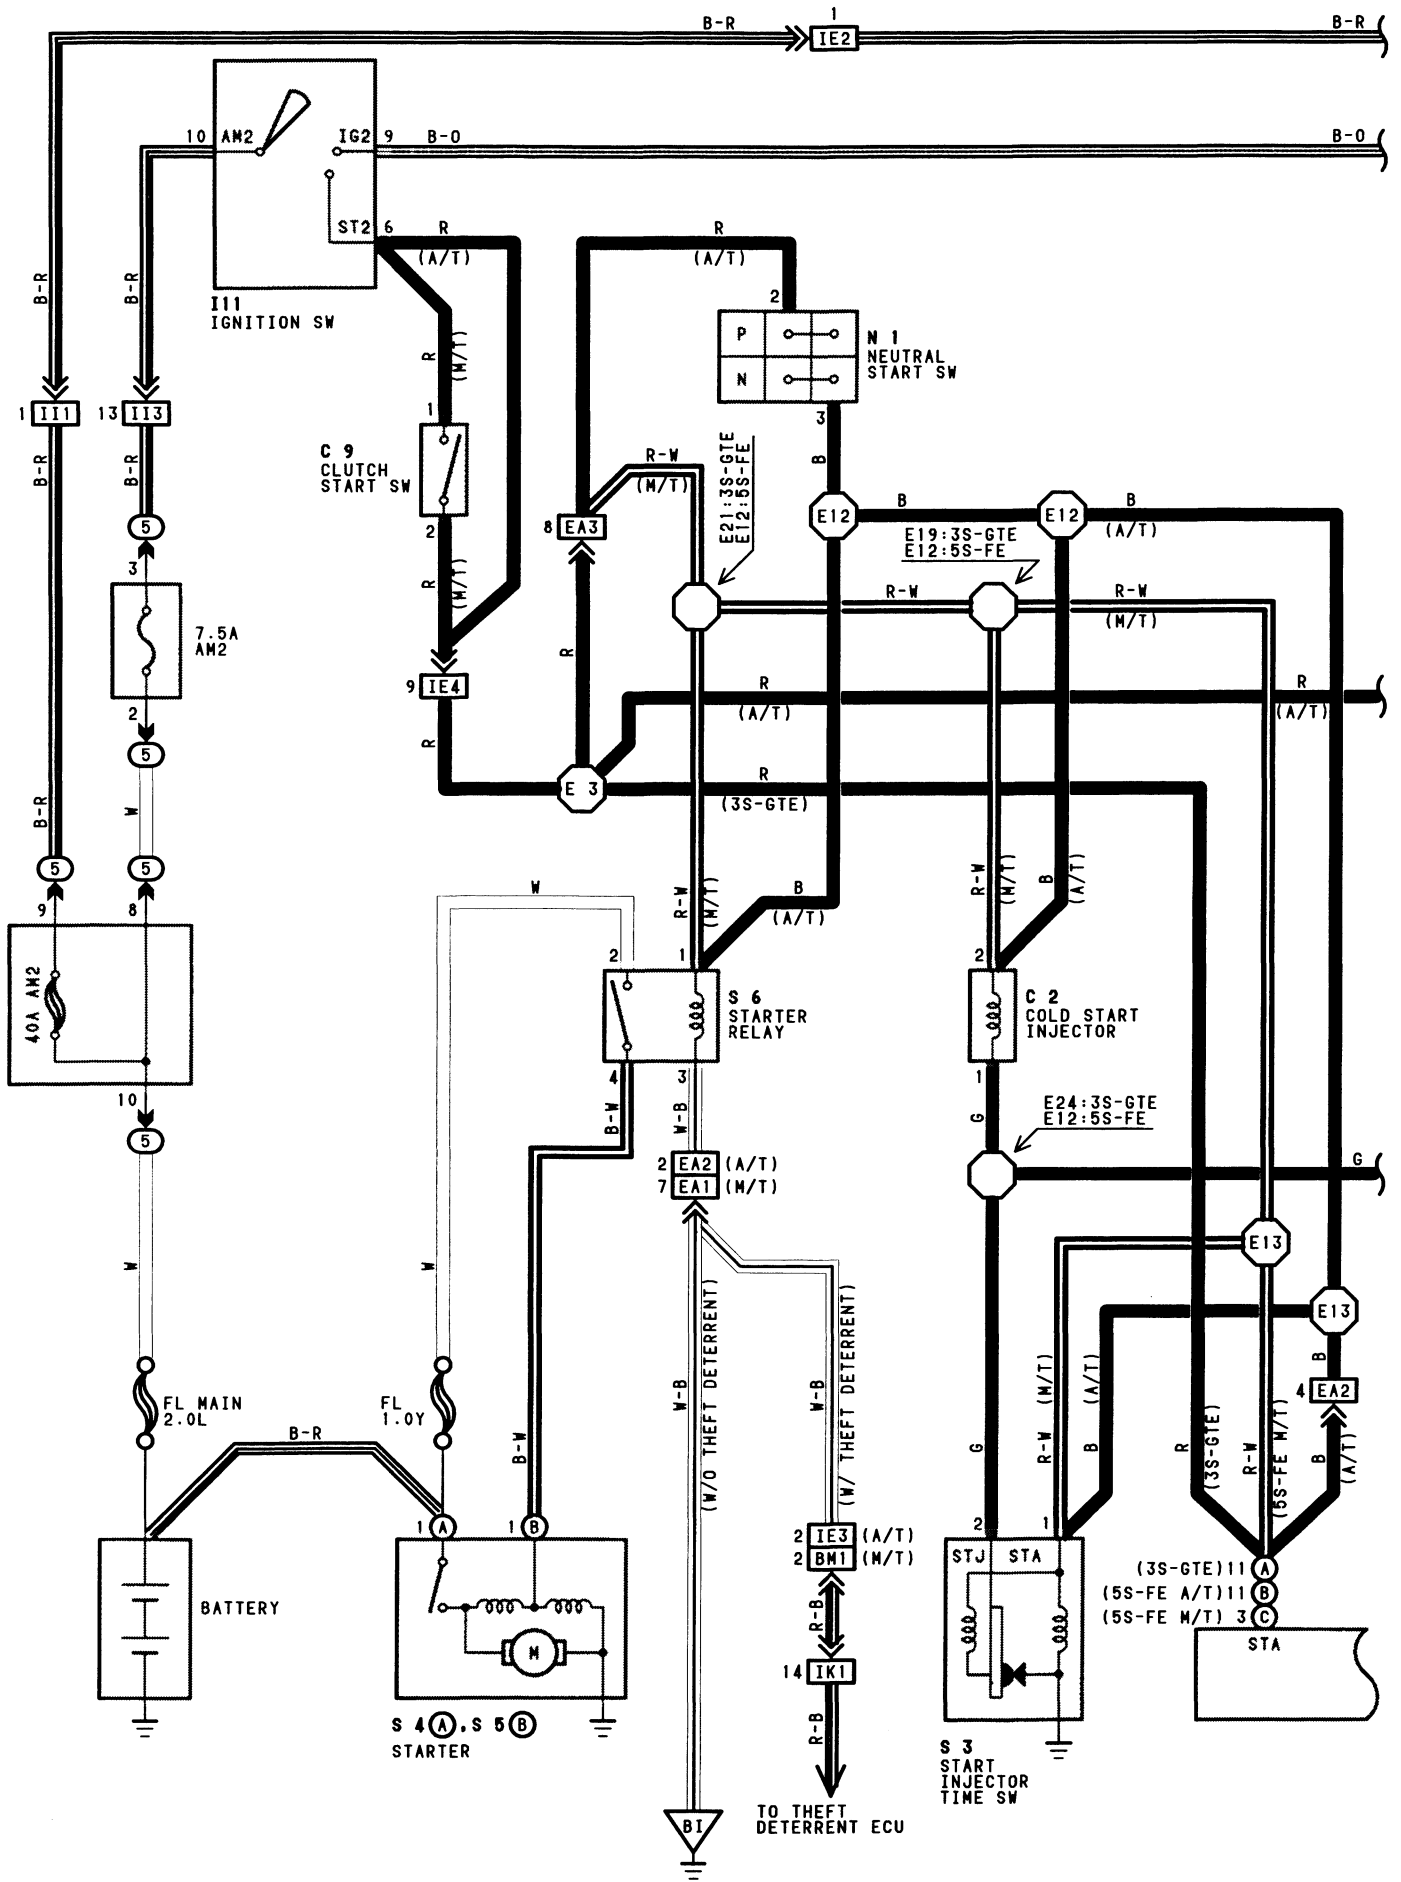 1
B-R
IE2
B-R
10 AM2
IG2 9
B-O
B-O
ST2 6
R
(A/T)
R
(A/T)
I11
IGNITION SW
B-R
B-R
R
(M/T)
2
P
N
N 1
NEUTRAL
START SW
3
1 II1
13 II3
1
C 9
CLUTCH
START SW
2
B-R
B-R
R-W
(M/T)
E21:3S-GTE
E12:5S-FE
B
8 EA3
E12
B
E12
B
(A/T)
E19:3S-GTE
E12:5S-FE
5
3
R
(M/T)
7.5A
AM2
R-W
R-W
(M/T)
R
9 IE4
R
(A/T)
R
(A/T)
2
5
R
E 3
R
(3S-GTE)
B-R
W
5
5
9
8
W
R-W
(M/T)
B
(A/T)
R-W
(M/T)
B
(A/T)
40A AM2
2
1
S 6
STARTER
RELAY
2
C 2
COLD START
INJECTOR
4
3
1
10
5
B-W
W-B
G
E24:3S-GTE
E12:5S-FE
2 EA2 (A/T)
7 EA1 (M/T)
G
E13
W
W
E13
B
4 EA2
(W/O THEFT DETERRENT)
W-B
W-B
(W/ THEFT DETERRENT)
R-W
(M/T)
B
(A/T)
FL MAIN
2.0L
FL
1.0Y
B-R
B-W
G
R
(3S-GTE)
R-W
(5S-FE M/T)
B
(A/T)
1 A
1 B
2 IE3 (A/T)
2 BM1 (M/T)
2
1
STJ
STA
(3S-GTE)11 A
(5S-FE A/T)11 B
(5S-FE M/T) 3 C
STA
BATTERY
M
R-B
14 IK1
R-B
S 4 A, S 5 B
STARTER
S 3
START
INJECTOR
TIME SW
TO THEFT
DETERRENT ECU
BI